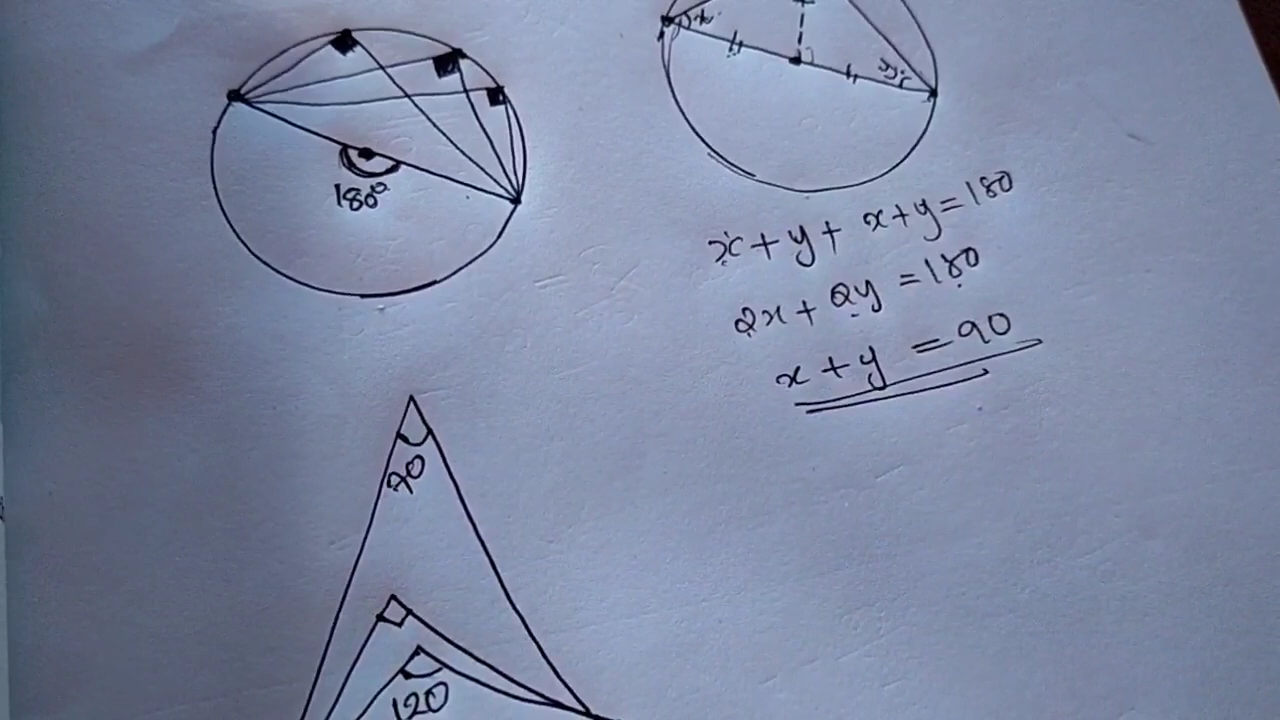 180°
x + y + x + y = 180
2x + 2y = 180
x + y = 90
70
120